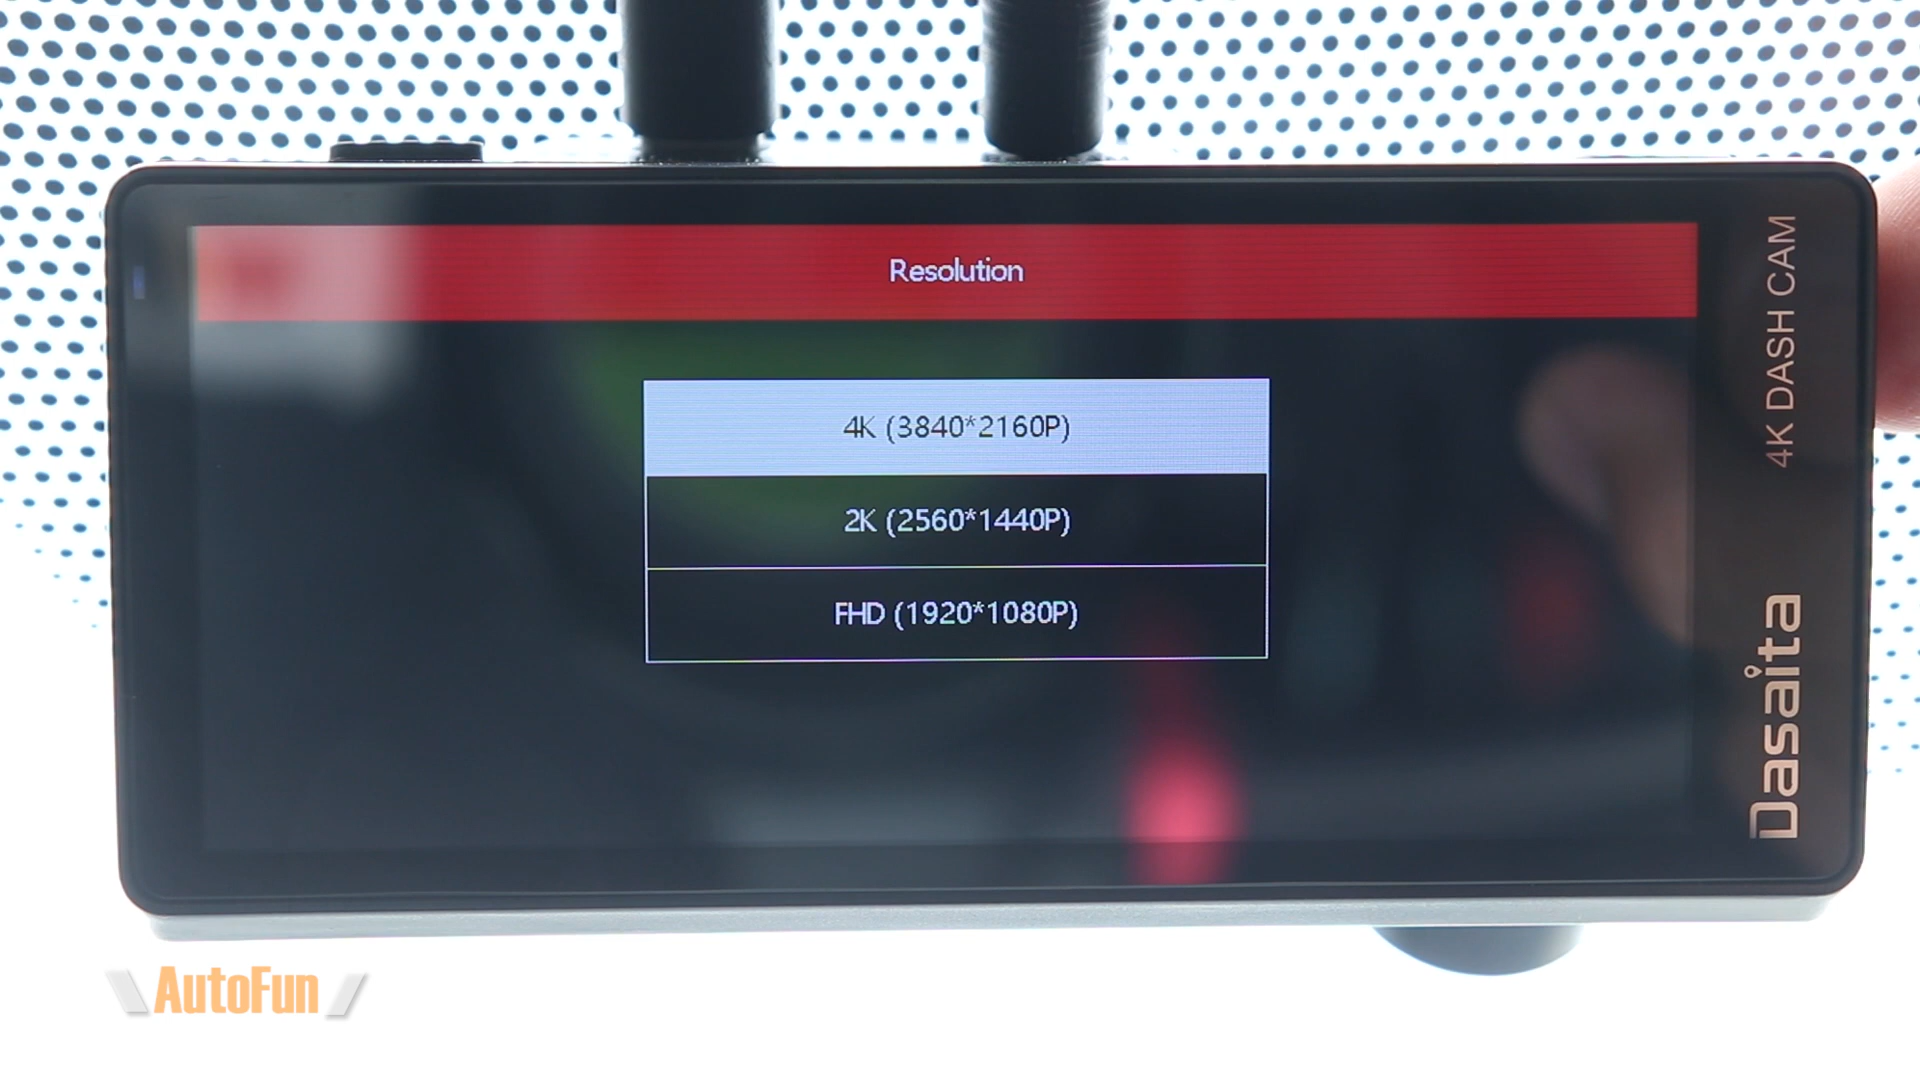 Resolution
4K (3840*2160P)
2K (2560*1440P)
FHD (1920*1080P)
4K DASH CAM
Dasaita
AutoFun